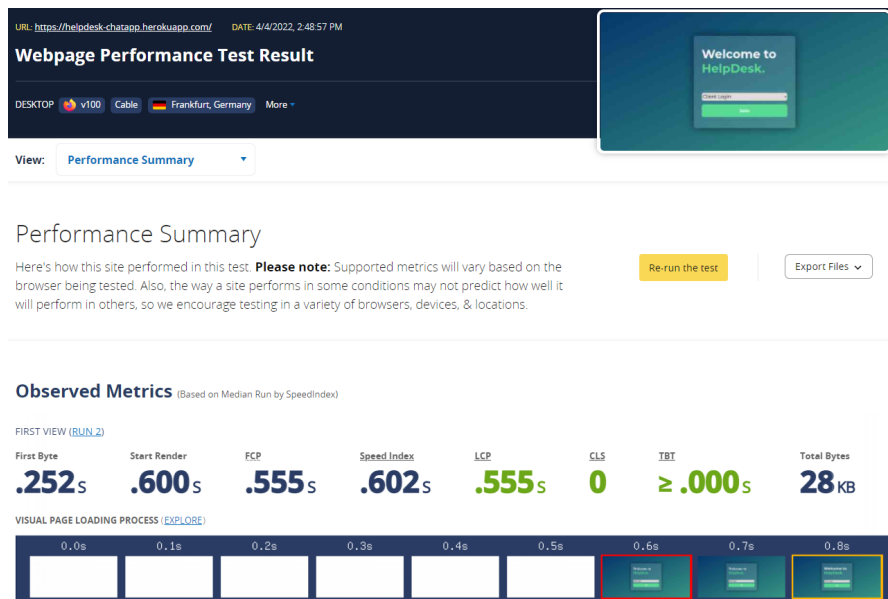 URL: https://helpdesk-chatapp.herokuapp.com/ DATE: 4/4/2022, 2:48:57 PM
Webpage Performance Test Result
DESKTOP v100 Cable Frankfurt, Germany More
Welcome to
HelpDesk.
Client Login
View: Performance Summary
Performance Summary
Here's how this site performed in this test. Please note: Supported metrics will vary based on the
browser being tested. Also, the way a site performs in some conditions may not predict how well it
will perform in others, so we encourage testing in a variety of browsers, devices, & locations.
Re-run the test
Export Files
Observed Metrics (Based on Median Run by SpeedIndex)
FIRST VIEW (RUN 2)
First Byte Start Render FCP Speed Index LCP CLS TBT Total Bytes
.252s .600s .555s .602s .555s 0 ≥ .000s 28 KB
VISUAL PAGE LOADING PROCESS (EXPLORE)
0.0s 0.1s 0.2s 0.3s 0.4s 0.5s 0.6s 0.7s 0.8s